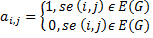 a_{i,j} = { 1, se (i,j) ϵ E(G)
0, se (i,j) ϵ E(G)